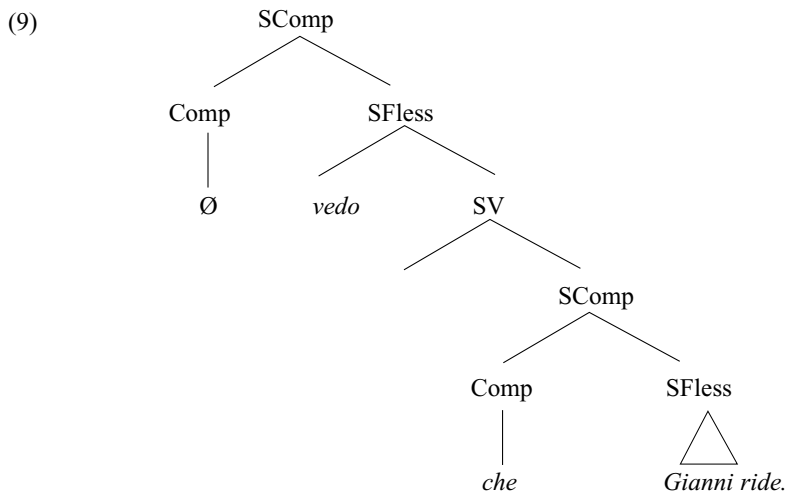 (9) SComp
Comp SFless
Ø vedo SV
SComp
Comp SFless
che Gianni ride.